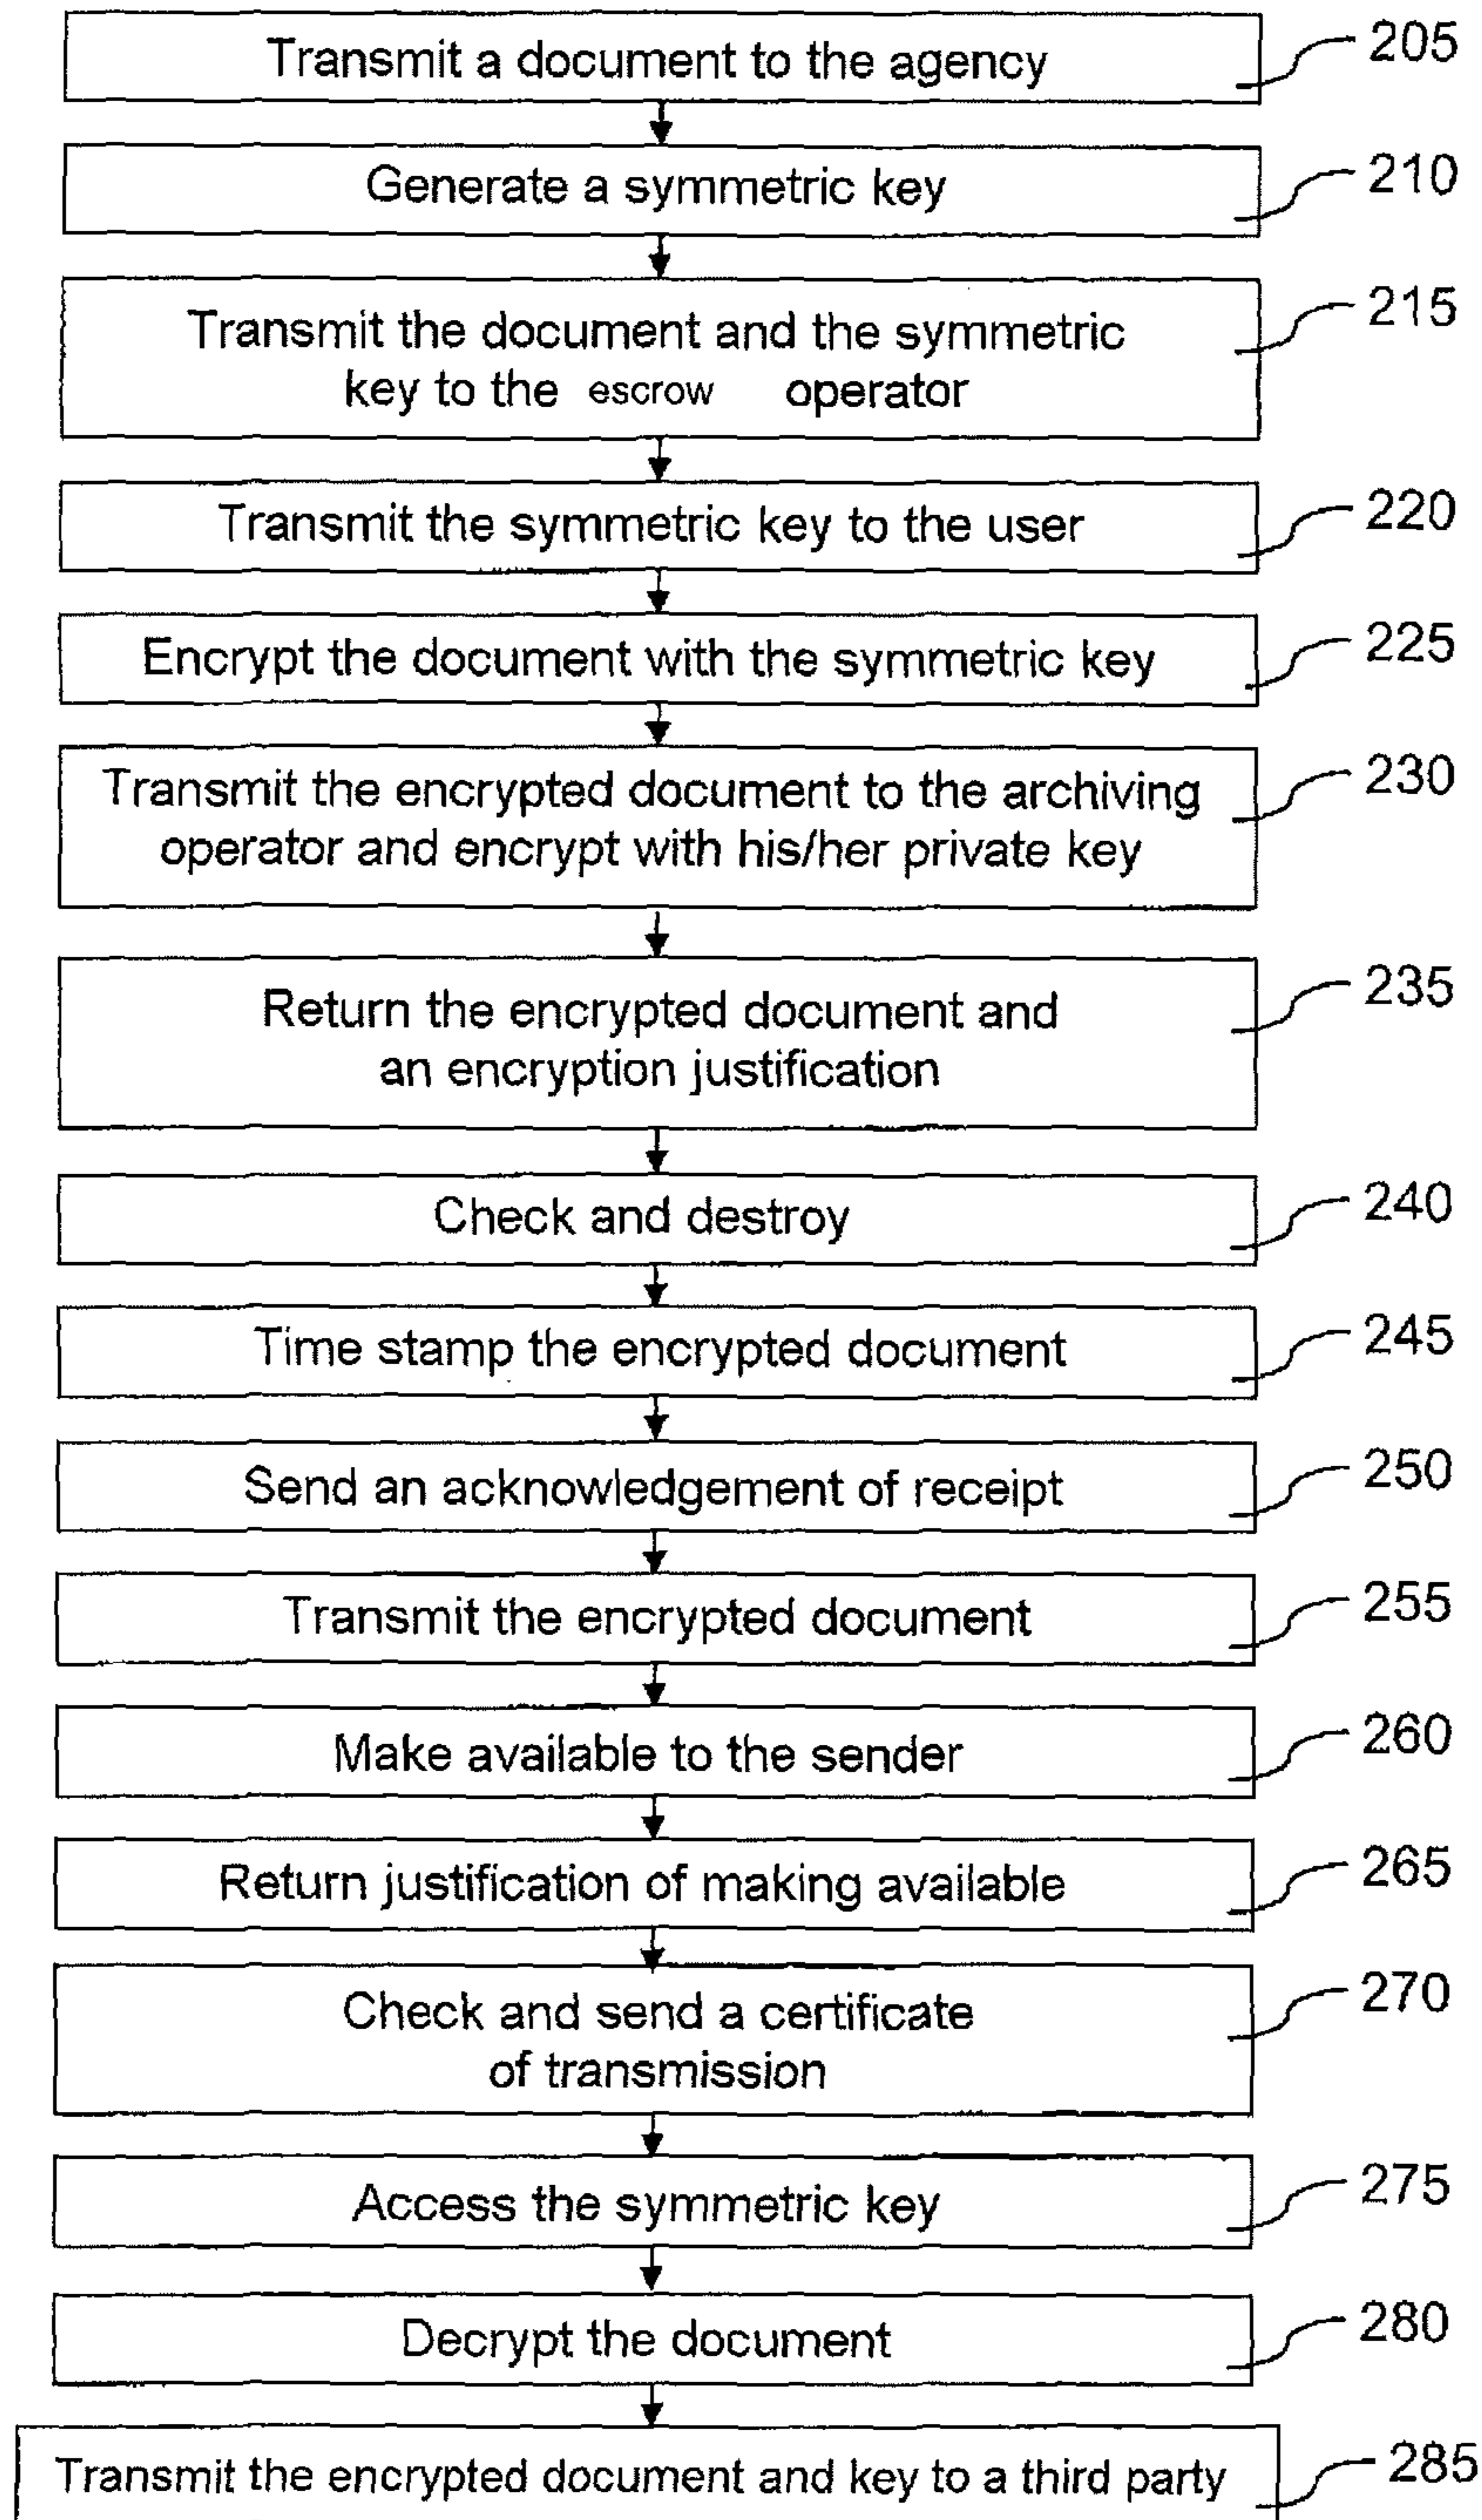 Transmit a document to the agency 205
Generate a symmetric key 210
Transmit the document and the symmetric 215
key to the escrow operator
Transmit the symmetric key to the user 220
Encrypt the document with the symmetric key 225
Transmit the encrypted document to the archiving 230
operator and encrypt with his/her private key
Return the encrypted document and 235
an encryption justification
Check and destroy 240
Time stamp the encrypted document 245
Send an acknowledgement of receipt 250
Transmit the encrypted document 255
Make available to the sender 260
Return justification of making available 265
Check and send a certificate 270
of transmission
Access the symmetric key 275
Decrypt the document 280
Transmit the encrypted document and key to a third party 285